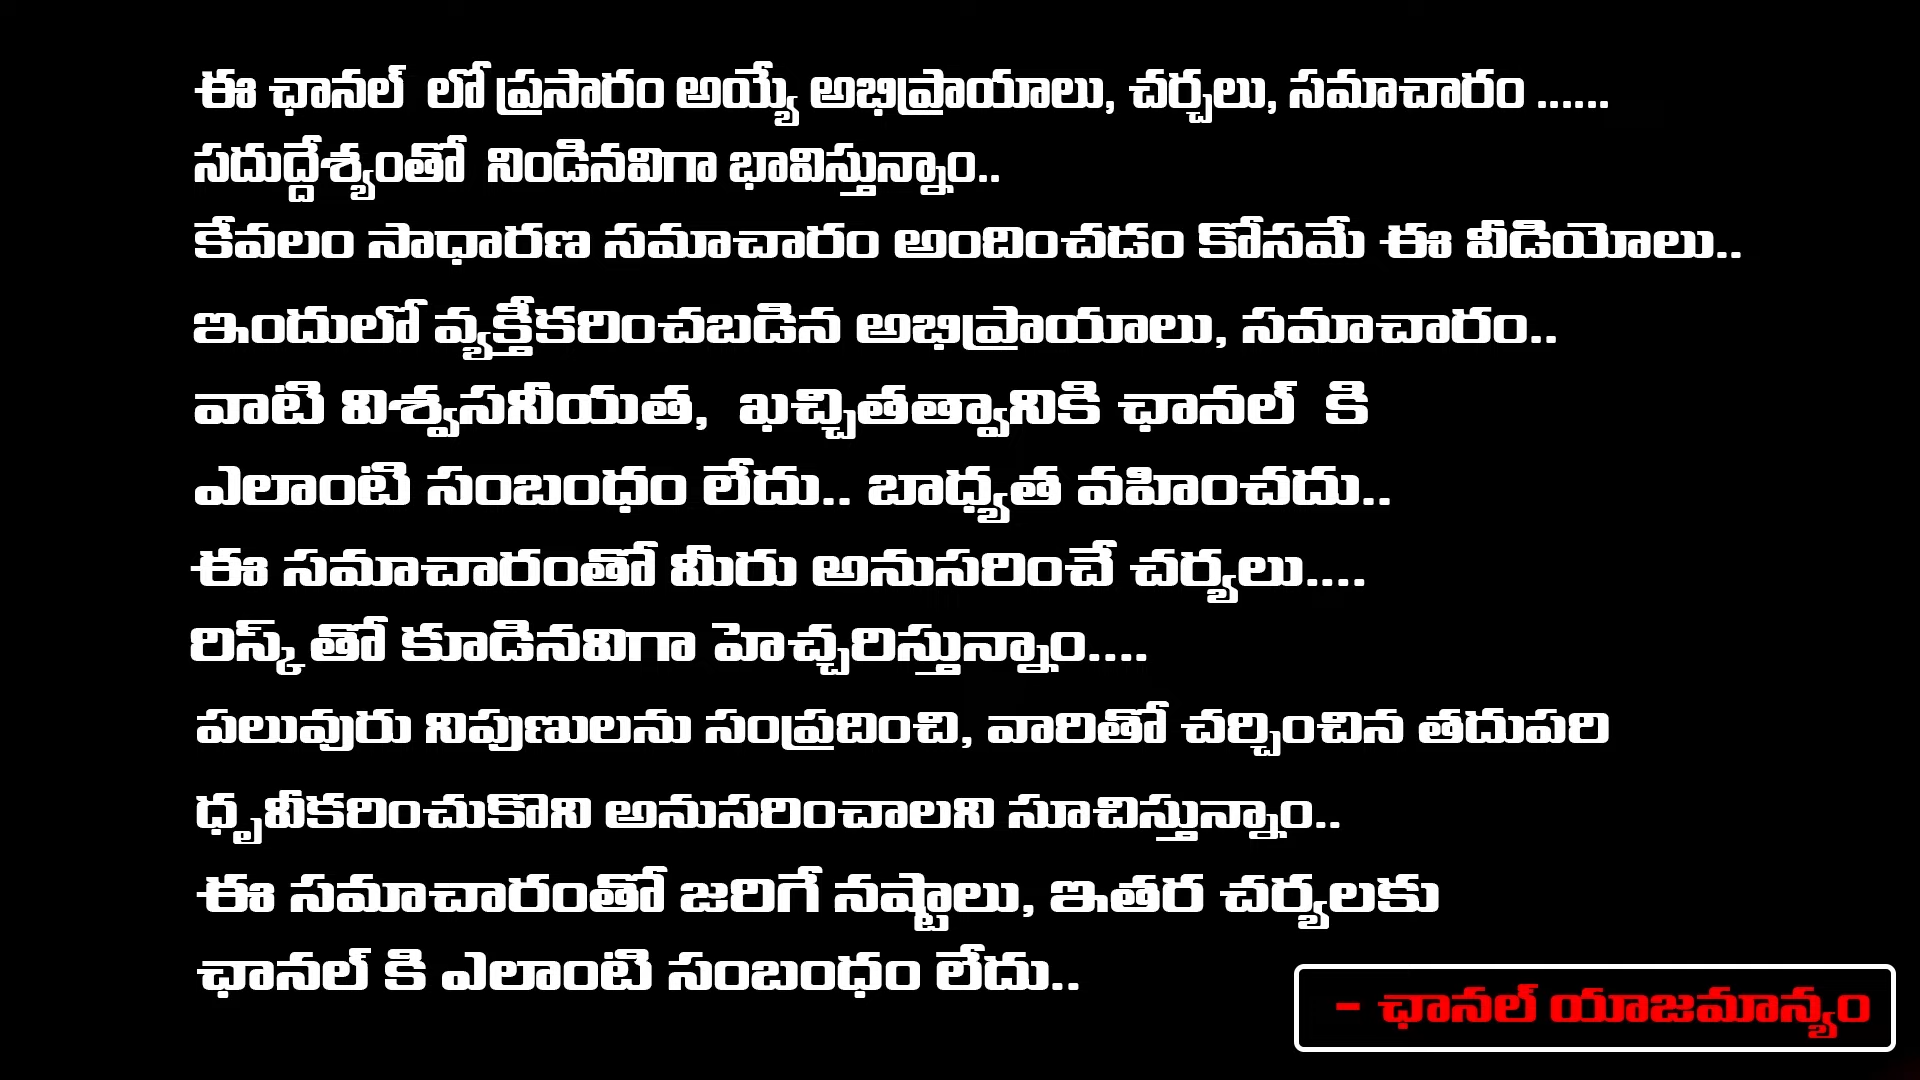 ఈ ఛానల్ లో ప్రసారం అయ్యే అభిప్రాయాలు, చర్చలు, సమాచారం ......
సదుద్దేశ్యంతో నిండినవిగా భావిస్తున్నాం..
కేవలం సాధారణ సమాచారం అందించడం కోసమే ఈ వీడియోలు..
ఇందులో వ్యక్తీకరించబడిన అభిప్రాయాలు, సమాచారం..
వాటి విశ్వసనీయత, ఖచ్చితత్వానికి ఛానల్ కి
ఎలాంటి సంబంధం లేదు.. బాధ్యత వహించదు..
ఈ సమాచారంతో మీరు అనుసరించే చర్యలు....
రిస్క్ తో కూడినవిగా హెచ్చరిస్తున్నాం....
పలువురు నిపుణులను సంప్రదించి, వారితో చర్చించిన తదుపరి
ధృవీకరించుకొని అనుసరించాలని సూచిస్తున్నాం..
ఈ సమాచారంతో జరిగే నష్టాలు, ఇతర చర్యలకు
ఛానల్ కి ఎలాంటి సంబంధం లేదు..
- ఛానల్ యాజమాన్యం